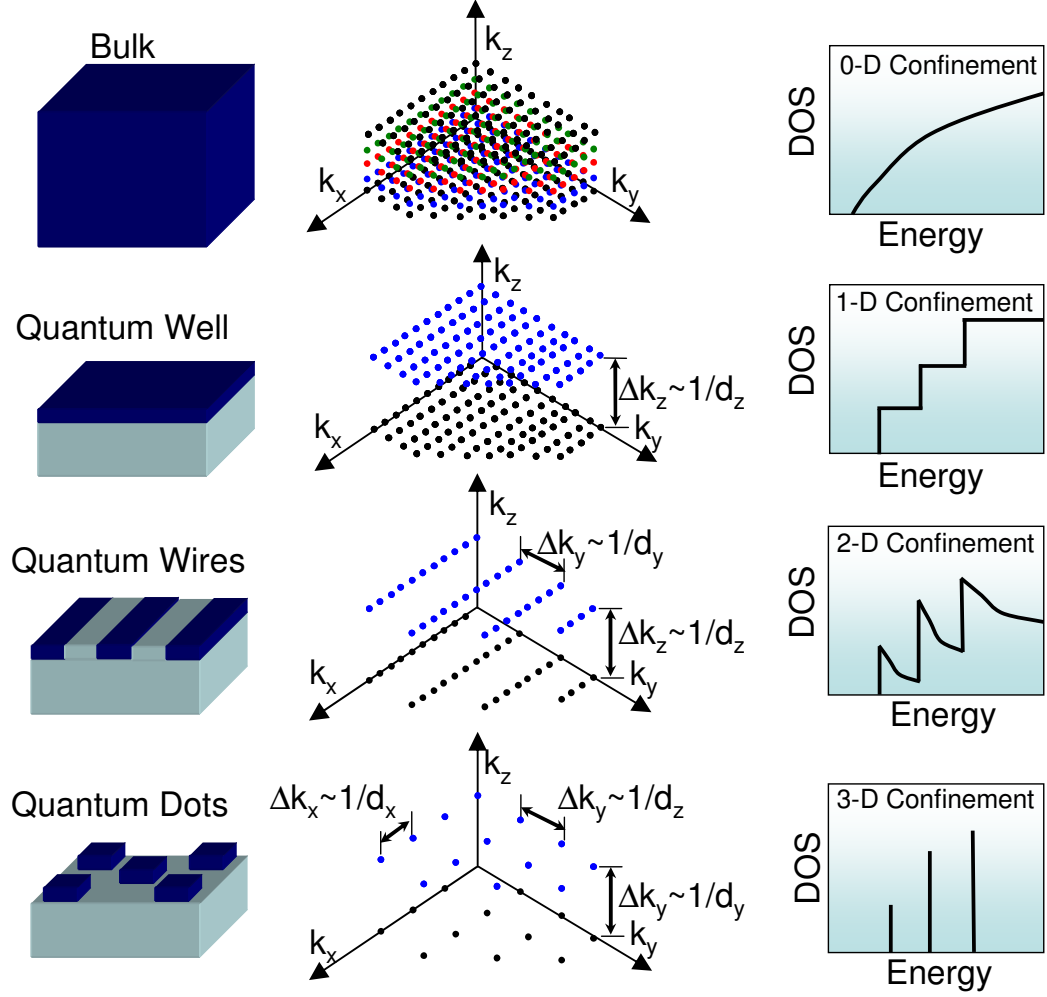 Bulk
k_z
k_x
k_y
0-D Confinement
DOS
Energy
Quantum Well
k_z
Δk_z~1/d_z
k_x
k_y
1-D Confinement
DOS
Energy
Quantum Wires
k_z
Δk_y~1/d_y
Δk_z~1/d_z
k_x
k_y
2-D Confinement
DOS
Energy
Quantum Dots
k_z
Δk_x~1/d_x
Δk_y~1/d_z
Δk_y~1/d_y
k_x
k_y
3-D Confinement
DOS
Energy